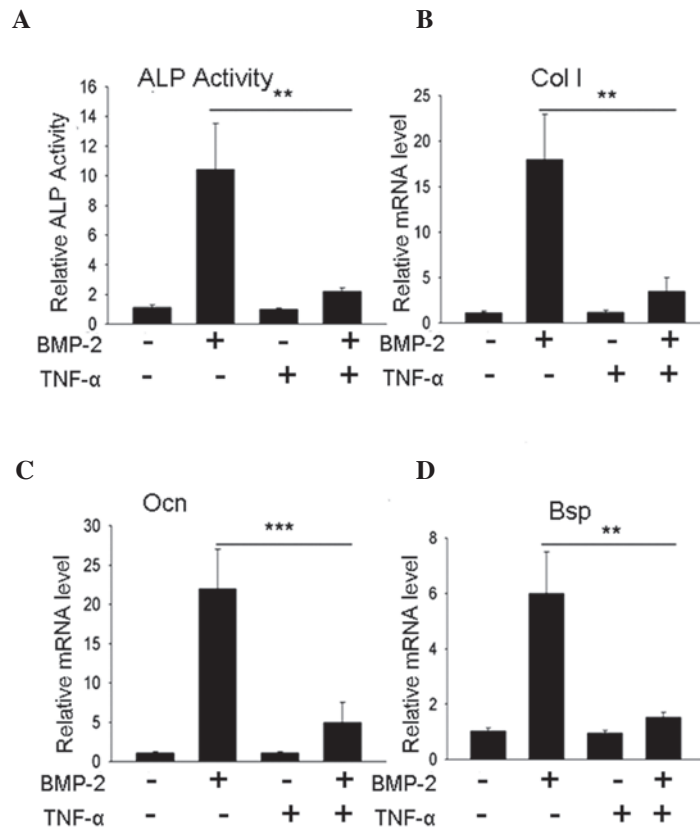 A
ALP Activity
**
Relative ALP Activity
16
14
12
10
8
6
4
2
0
BMP-2 - + - +
TNF-α - - + +
B
Col I
**
Relative mRNA level
25
20
15
10
5
0
BMP-2 - + - +
TNF-α - - + +
C
Ocn
***
Relative mRNA level
30
25
20
15
10
5
0
BMP-2 - + - +
TNF-α - - + +
D
Bsp
**
Relative mRNA level
8
6
4
2
0
BMP-2 - + - +
TNF-α - - + +